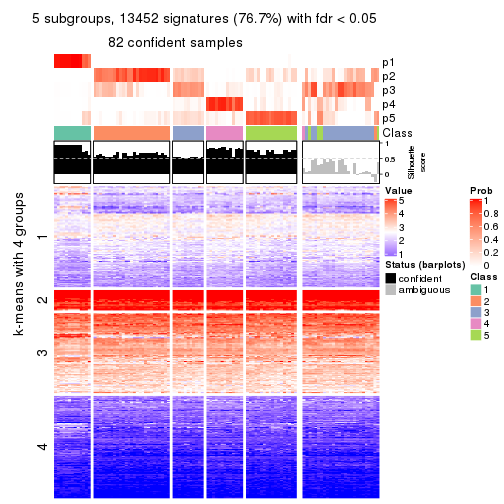 5 subgroups, 13452 signatures (76.7%) with fdr < 0.05
82 confident samples
p1
p2
p3
p4
p5
Class
1
0.5
0
Silhouette
score
k-means with 4 groups
1
2
3
4
Value
5
4
3
2
1
Status (barplots)
confident
ambiguous
Prob
1
0.8
0.6
0.4
0.2
0
Class
1
2
3
4
5